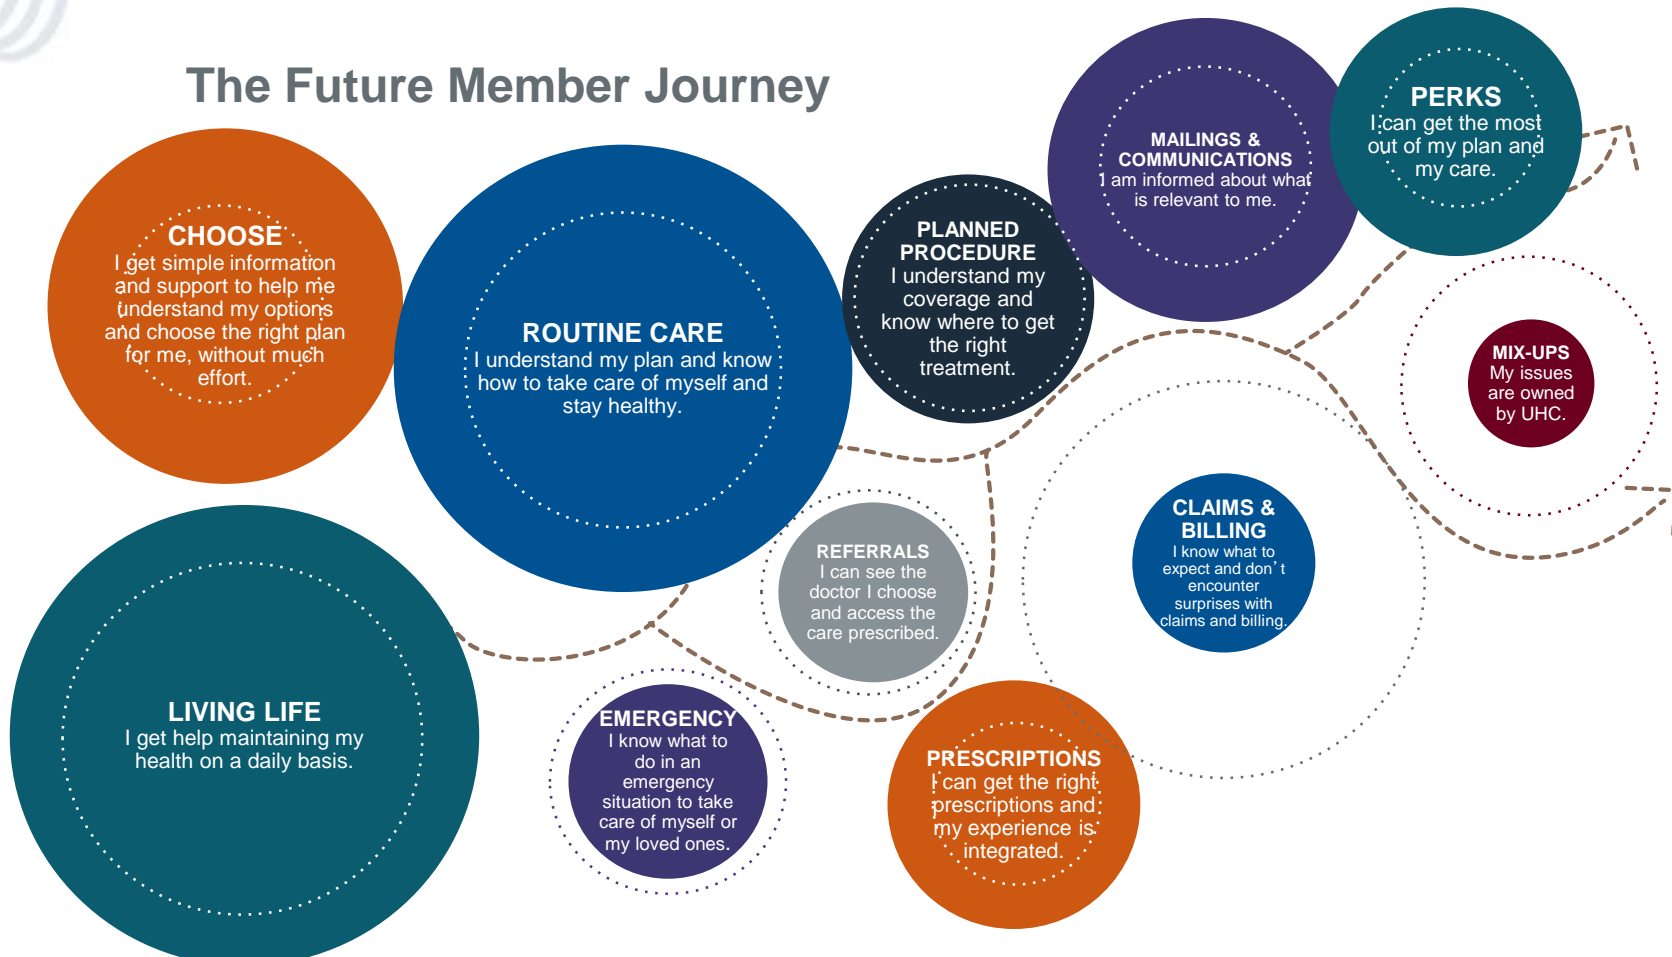 The Future Member Journey
CHOOSE
I get simple information
and support to help me
understand my options
and choose the right plan
for me, without much
effort.
ROUTINE CARE
I understand my plan and know
how to take care of myself and
stay healthy.
PLANNED
PROCEDURE
I understand my
coverage and
know where to get
the right
treatment.
MAILINGS &
COMMUNICATIONS
I am informed about what
is relevant to me.
PERKS
I can get the most
out of my plan and
my care.
MIX-UPS
My issues
are owned
by UHC.
CLAIMS &
BILLING
I know what to
expect and don’t
encounter
surprises with
claims and billing.
REFERRALS
I can see the
doctor I choose
and access the
care prescribed.
LIVING LIFE
I get help maintaining my
health on a daily basis.
EMERGENCY
I know what to
do in an
emergency
situation to take
care of myself or
my loved ones.
PRESCRIPTIONS
I can get the right
prescriptions and
my experience is
integrated.